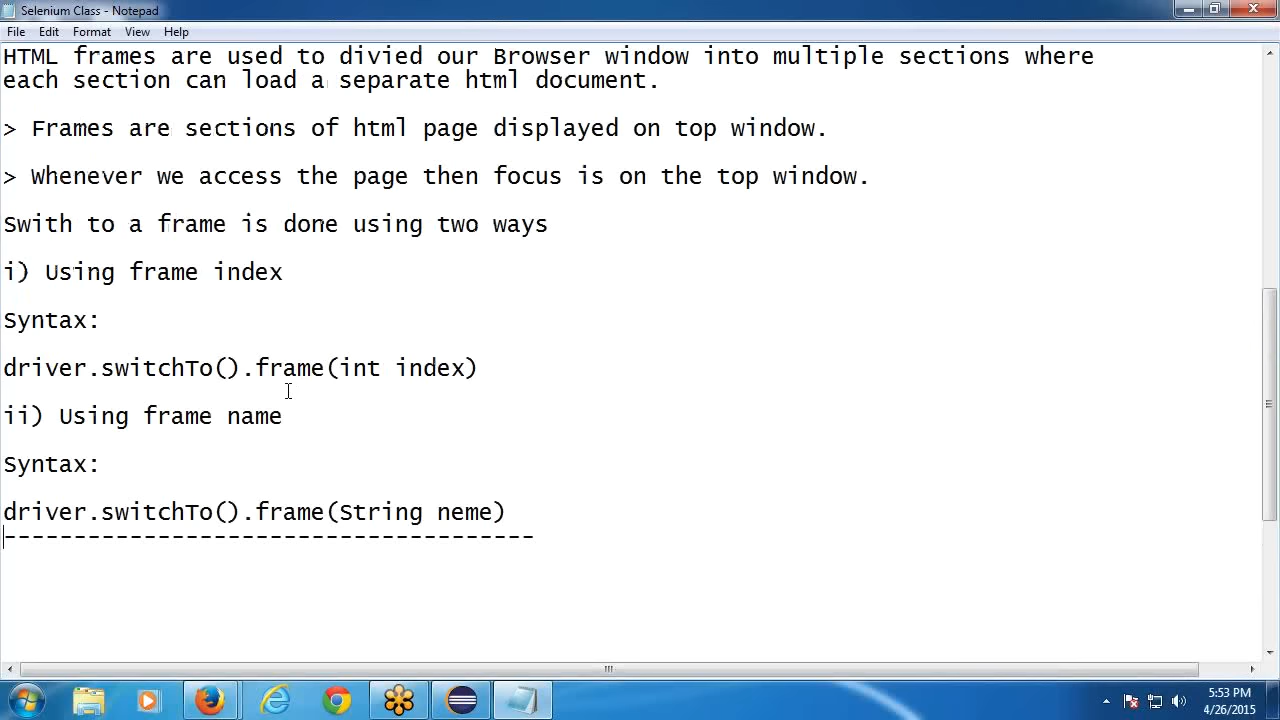 Selenium Class - Notepad
File Edit Format View Help
HTML frames are used to divied our Browser window into multiple sections where
each section can load a separate html document.
> Frames are sections of html page displayed on top window.
> Whenever we access the page then focus is on the top window.
Swith to a frame is done using two ways
i) Using frame index
Syntax:
driver.switchTo().frame(int index)
ii) Using frame name
Syntax:
driver.switchTo().frame(String neme)
--------------------------------------
5:53 PM
4/26/2015